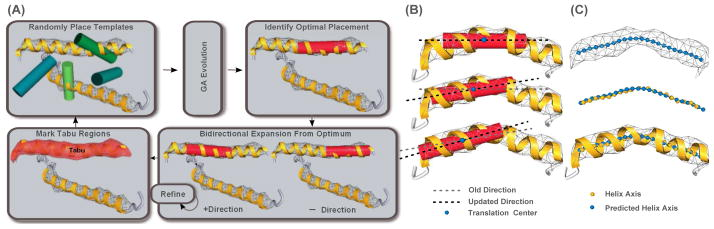 (A)
Randomly Place Templates
GA Evolution
Identify Optimal Placement
Mark Tabu Regions
Tabu
Bidirectional Expansion From Optimum
Refine
+Direction
— Direction
(B)
Old Direction
Updated Direction
Translation Center
(C)
Helix Axis
Predicted Helix Axis